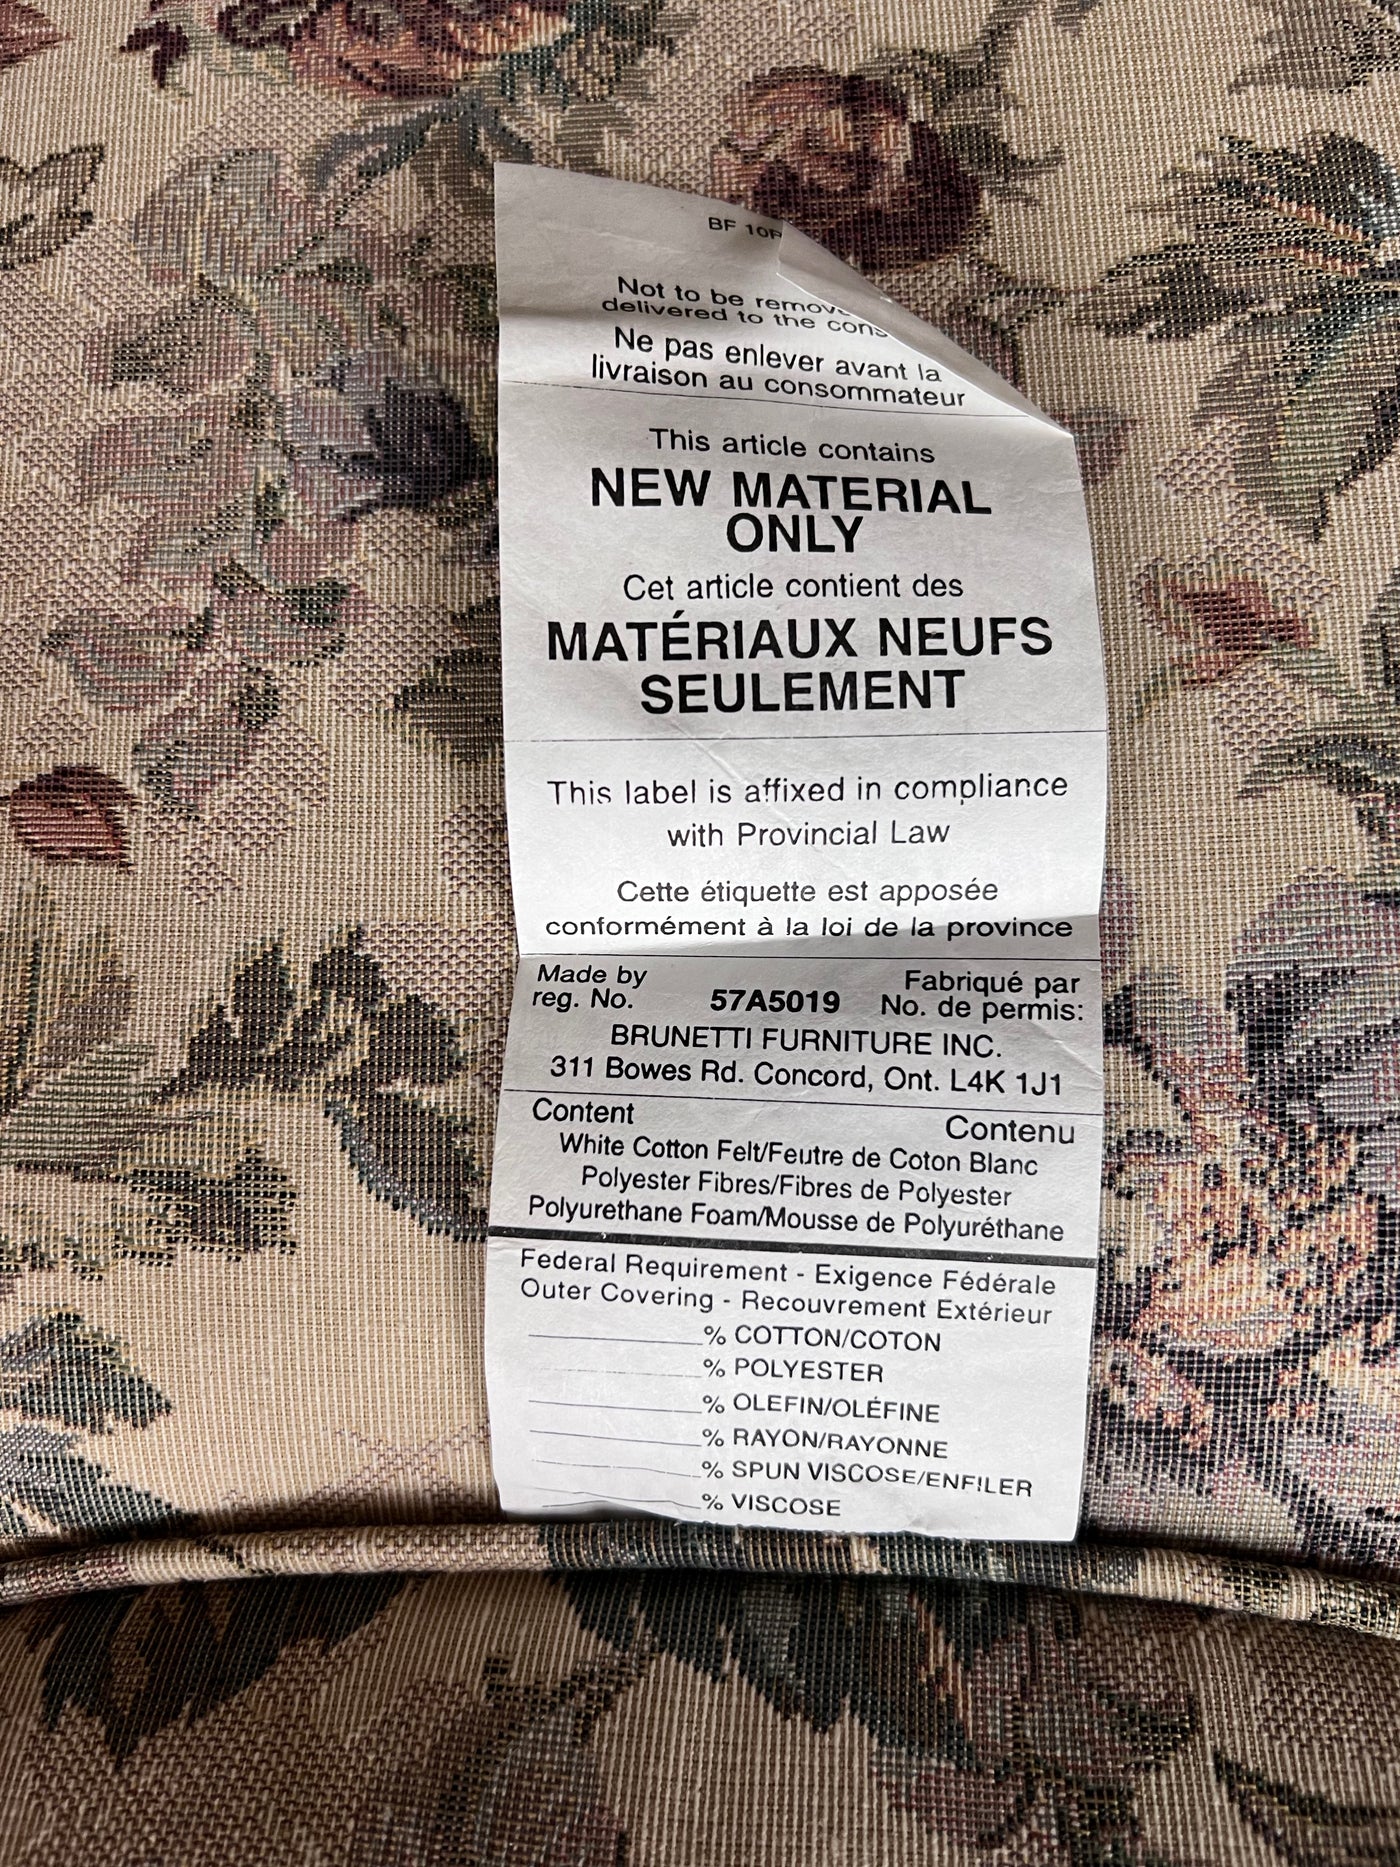 BF 10
Not to be
delivered to the
Ne pas enlever avant la
livraison au consommateur
This article contains
NEW MATERIAL
ONLY
Cet article contient des
MATÉRIAUX NEUFS
SEULEMENT
This label is affixed in compliance
with Provincial Law
Cette étiquette est apposée
conformément à la loi de la province
Made by Fabriqué par
reg. No. 57A5019 No. de permis:
BRUNETTI FURNITURE INC.
311 Bowes Rd. Concord, Ont. L4K 1J1
Content Contenu
White Cotton Felt/Feutre de Coton Blanc
Polyester Fibres/Fibres de Polyester
Polyurethane Foam/Mousse de Polyuréthane
Federal Requirement - Exigence Fédérale
Outer Covering - Recouvrement Extérieur
% COTTON/COTON
% POLYESTER
% OLEFIN/OLÉFINE
% RAYON/RAYONNE
% SPUN VISCOSE/ENFILER
% VISCOSE